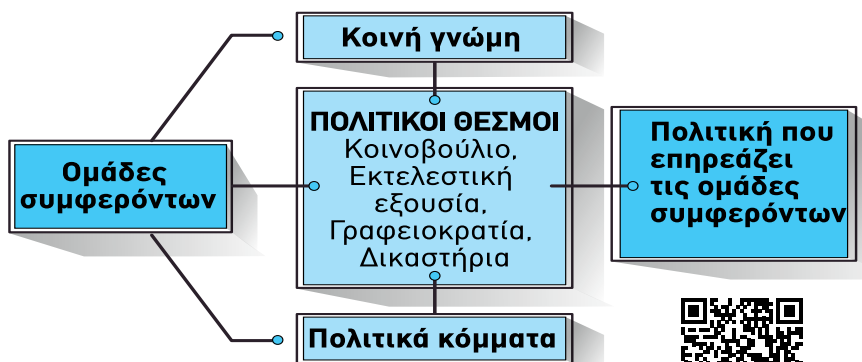 Κοινή γνώμη
ΠΟΛΙΤΙΚΟΙ ΘΕΣΜΟΙ
Κοινοβούλιο,
Εκτελεστική
εξουσία,
Γραφειοκρατία,
Δικαστήρια
Ομάδες
συμφερόντων
Πολιτική που
επηρεάζει
τις ομάδες
συμφερόντων
Πολιτικά κόμματα